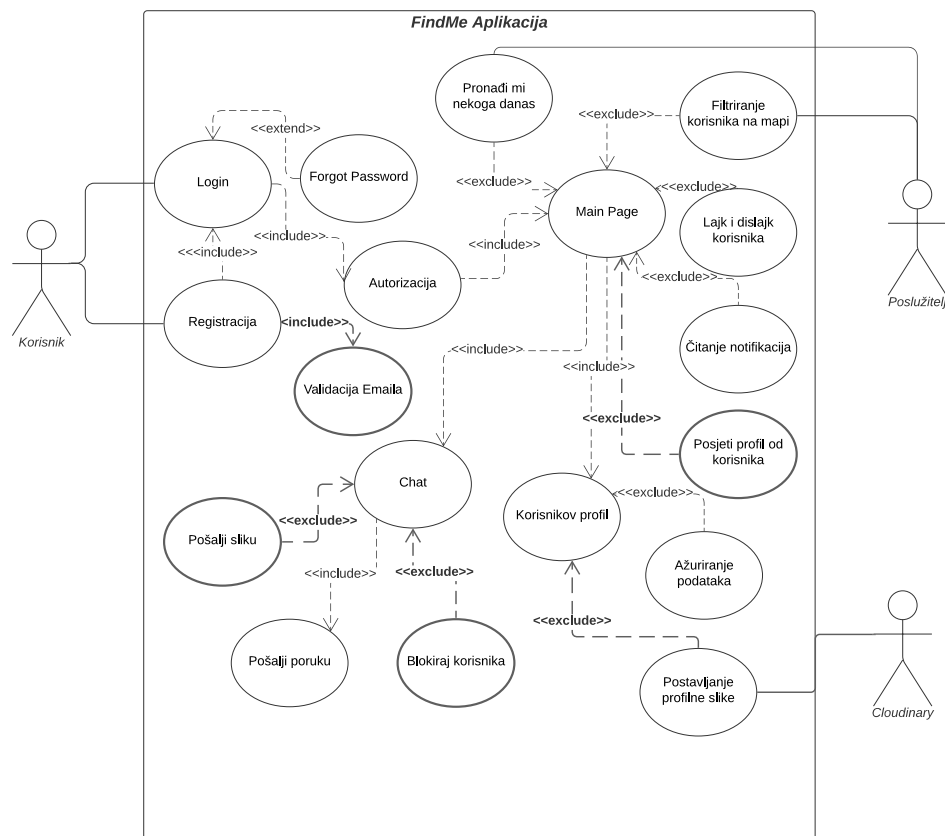 FindMe Aplikacija
Pronađi mi
nekoga danas
Filtriranje
korisnika na mapi
<<exclude>>
<<extend>>
Login
Forgot Password
<<exclude>>
<<exclude>>
Main Page
Lajk i dislajk
korisnika
<<include>>
<<include>>
<<<include>>
<<exclude>>
Autorizacija
Korisnik
Poslužitelj
Registracija
<include>>
Čitanje notifikacija
<<include>>
<<include>>
Validacija Emaila
<<exclude>>
Posjeti profil od
korisnika
Chat
<<exclude>>
Korisnikov profil
<<exclude>>
Pošalji sliku
<<include>>
<<exclude>>
Ažuriranje
podataka
<<exclude>>
Pošalji poruku
Blokiraj korisnika
Postavljanje
profilne slike
Cloudinary